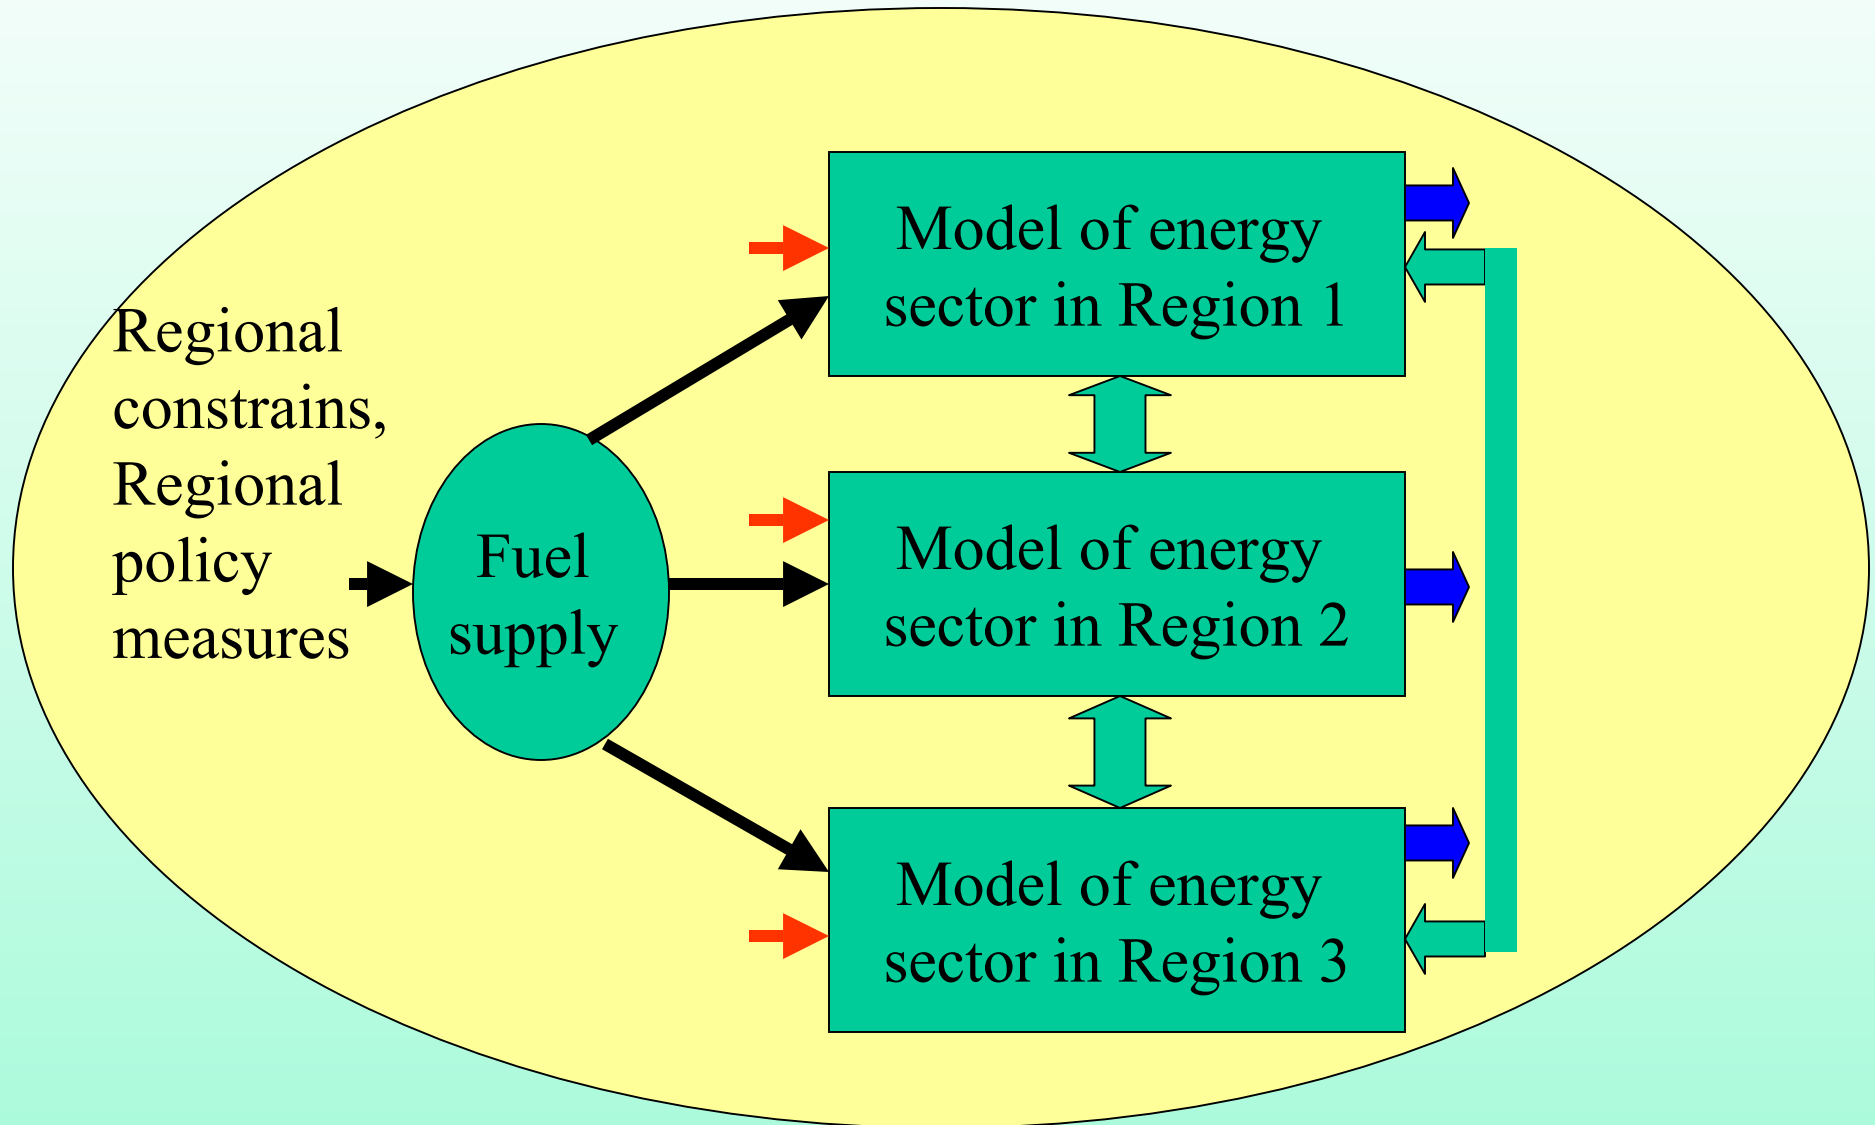 Regional
constrains,
Regional
policy
measures
Fuel
supply
Model of energy
sector in Region 1
Model of energy
sector in Region 2
Model of energy
sector in Region 3